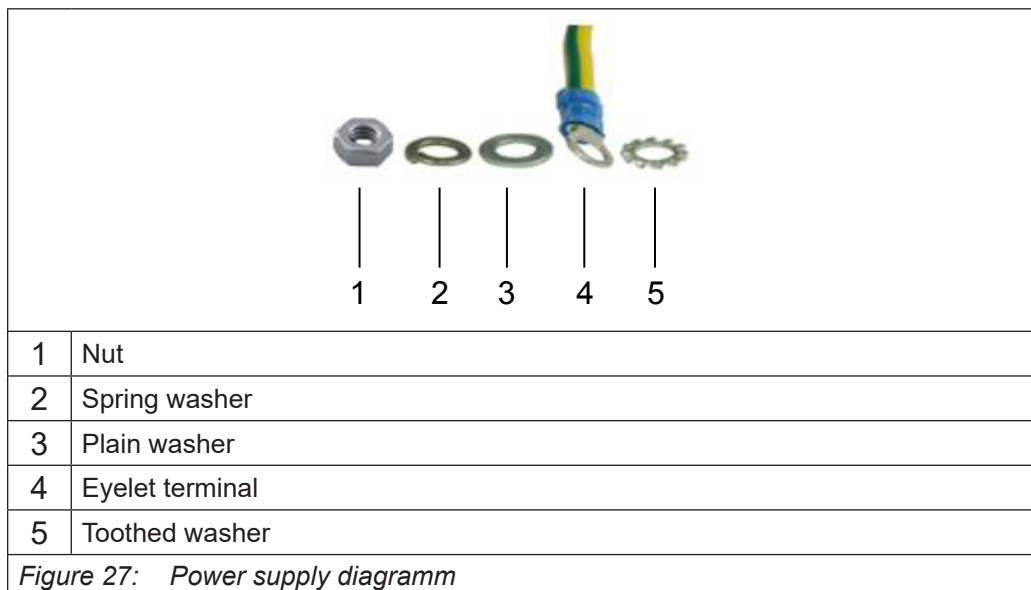 1 2 3 4 5
1 Nut
2 Spring washer
3 Plain washer
4 Eyelet terminal
5 Toothed washer
Figure 27: Power supply diagramm